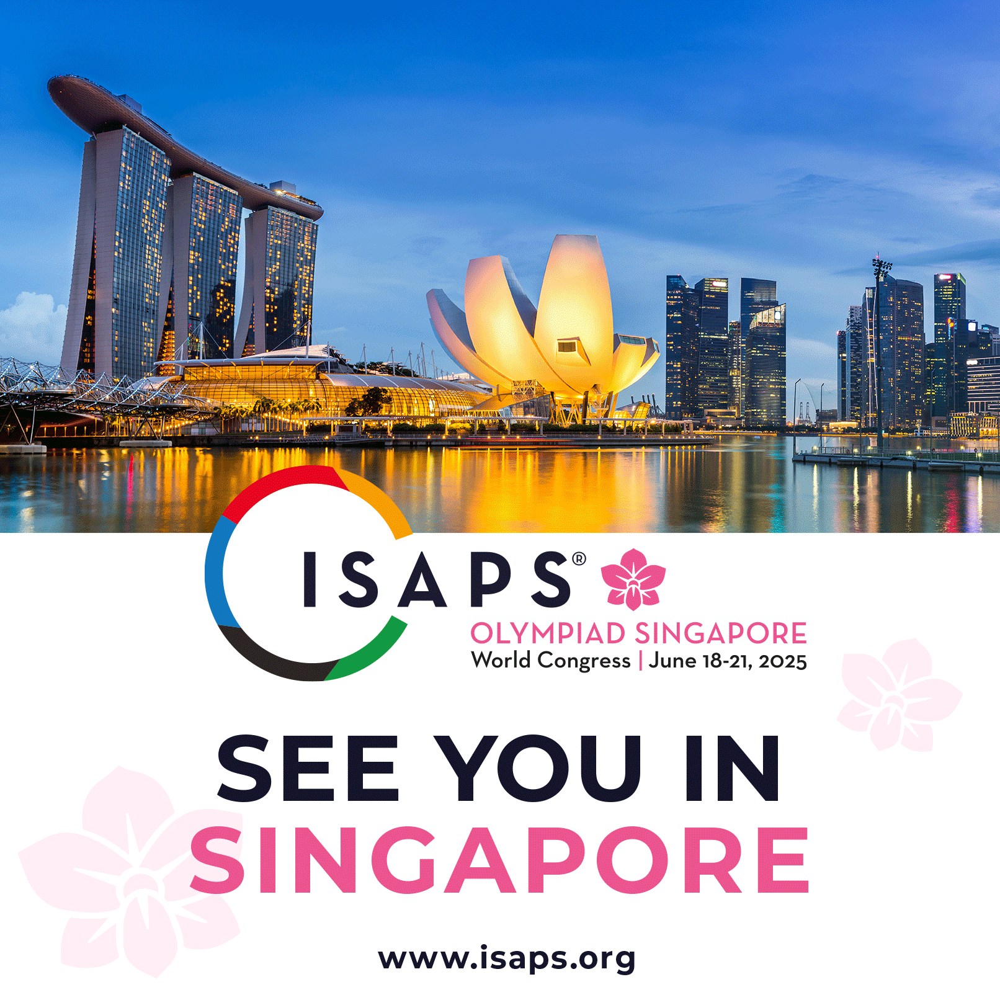 ISAPS®
OLYMPIAD SINGAPORE
World Congress | June 18-21, 2025
SEE YOU IN
SINGAPORE
www.isaps.org